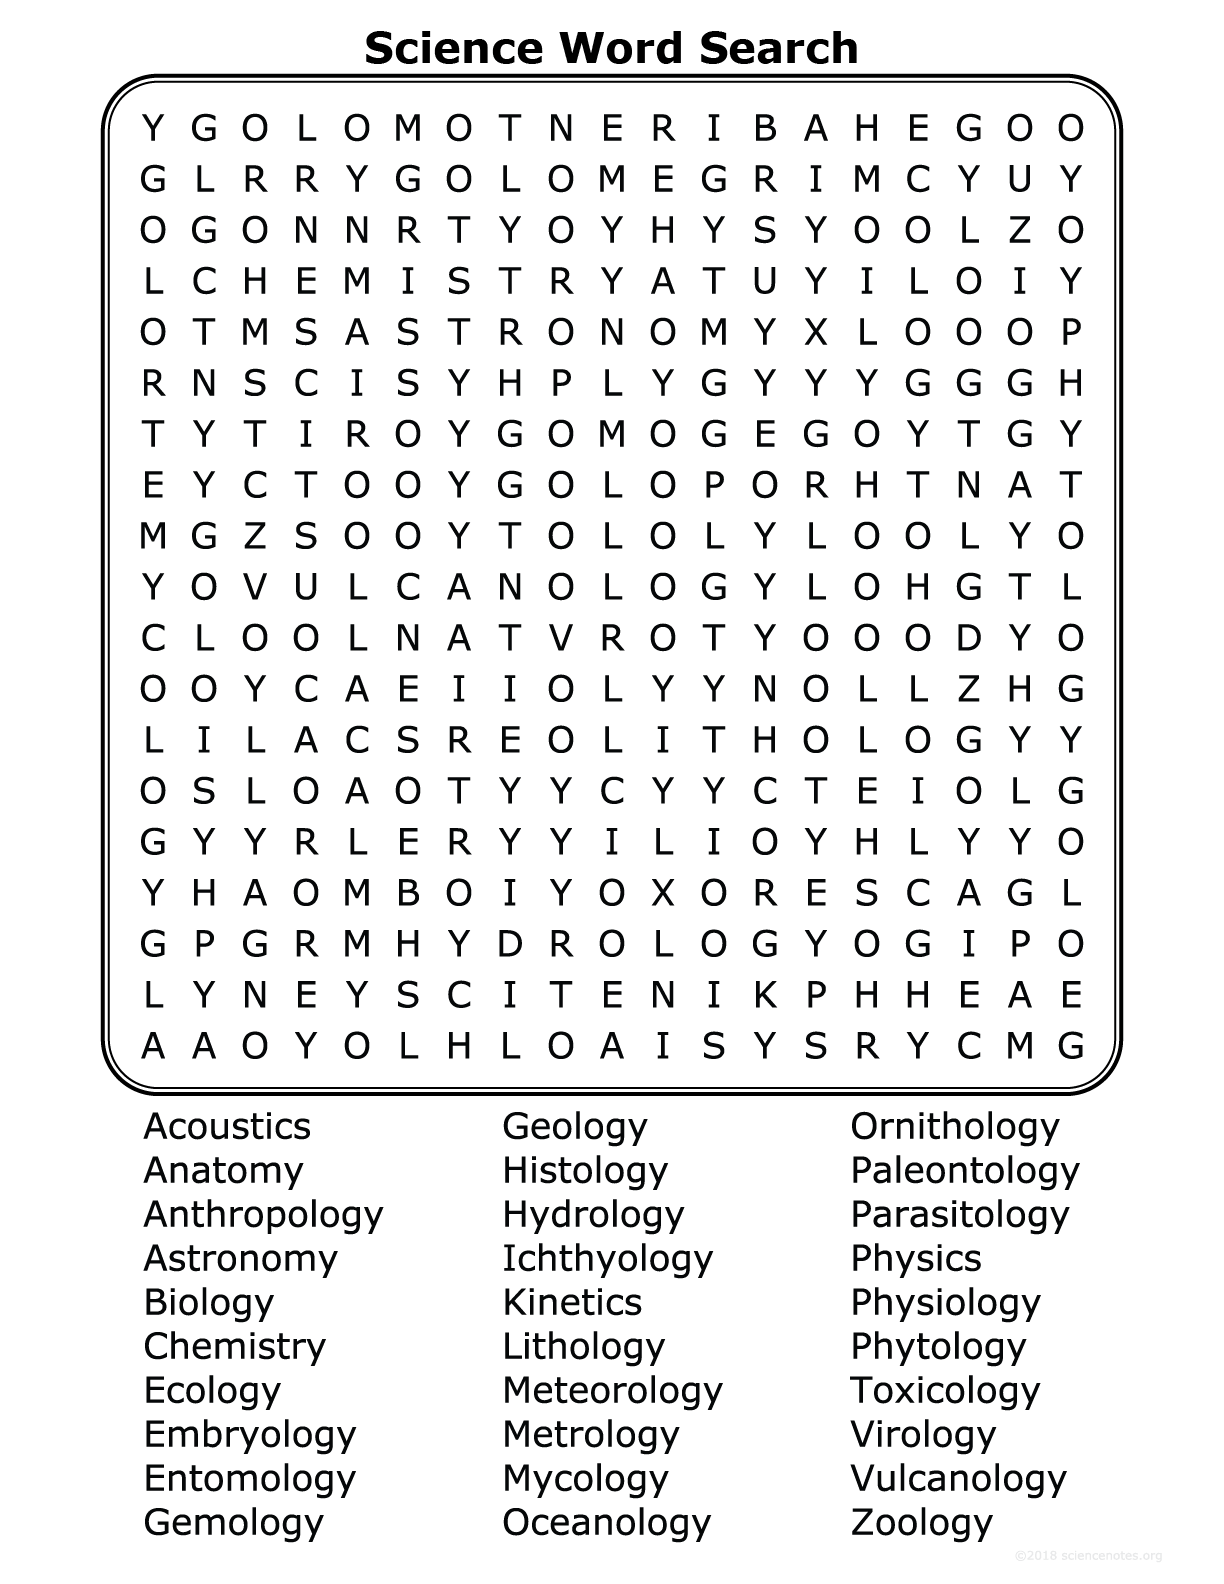 Science Word Search
Y G O L O M O T N E R I B A H E G O O
G L R R Y G O L O M E G R I M C Y U Y
O G O N N R T Y O Y H Y S Y O O L Z O
L C H E M I S T R Y A T U Y I L O I Y
O T M S A S T R O N O M Y X L O O O P
R N S C I S Y H P L Y G Y Y Y G G G H
T Y T I R O Y G O M O G E G O Y T G Y
E Y C T O O Y G O L O P O R H T N A T
M G Z S O O Y T O L O L Y L O O L Y O
Y O V U L C A N O L O G Y L O H G T L
C L O O L N A T V R O T Y O O O D Y O
O O Y C A E I I O L Y Y N O L L Z H G
L I L A C S R E O L I T H O L O G Y Y
O S L O A O T Y Y C Y Y C T E I O L G
G Y Y R L E R Y Y I L I O Y H L Y Y O
Y H A O M B O I Y O X O R E S C A G L
G P G R M H Y D R O L O G Y O G I P O
L Y N E Y S C I T E N I K P H H E A E
A A O Y O L H L O A I S Y S R Y C M G
Acoustics Geology Ornithology
Anatomy Histology Paleontology
Anthropology Hydrology Parasitology
Astronomy Ichthyology Physics
Biology Kinetics Physiology
Chemistry Lithology Phytology
Ecology Meteorology Toxicology
Embryology Metrology Virology
Entomology Mycology Vulcanology
Gemology Oceanology Zoology
©2018 sciencenotes.org